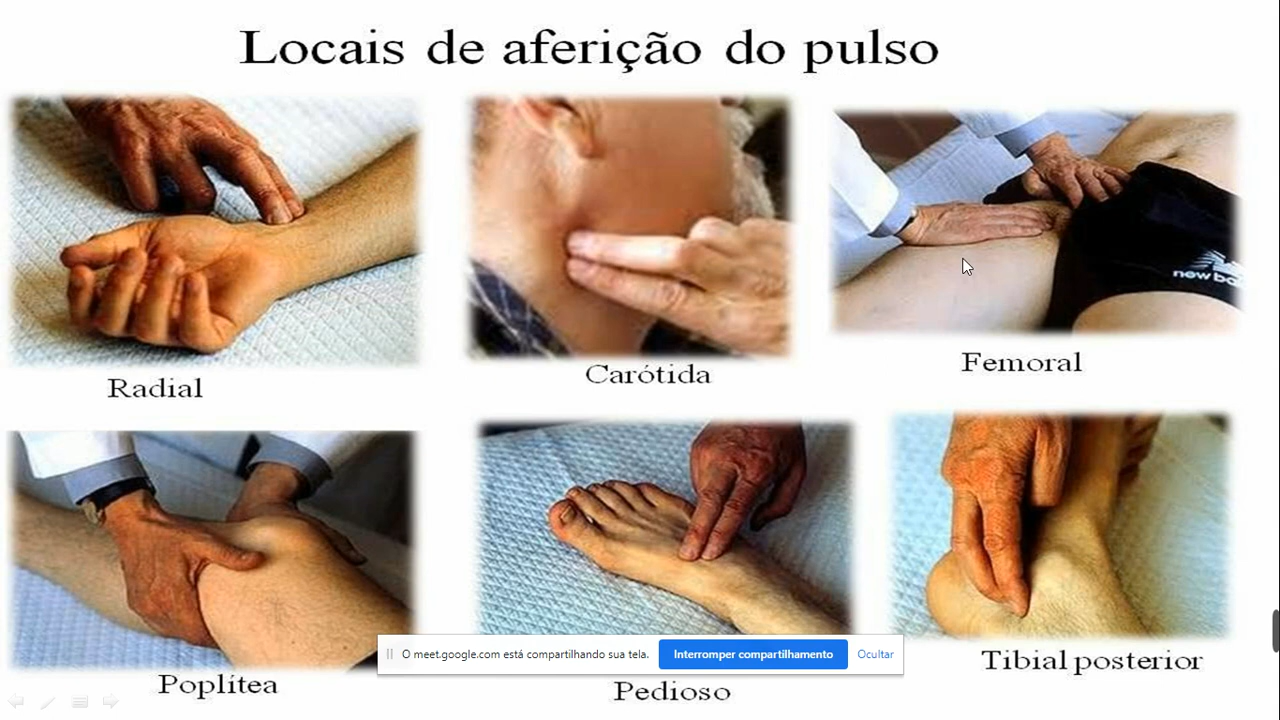 Locais de aferição do pulso
new ba
Radial
Carótida
Femoral
O meet.google.com está compartilhando sua tela.
Interromper compartilhamento
Ocultar
Poplítea
Pedioso
Tibial posterior